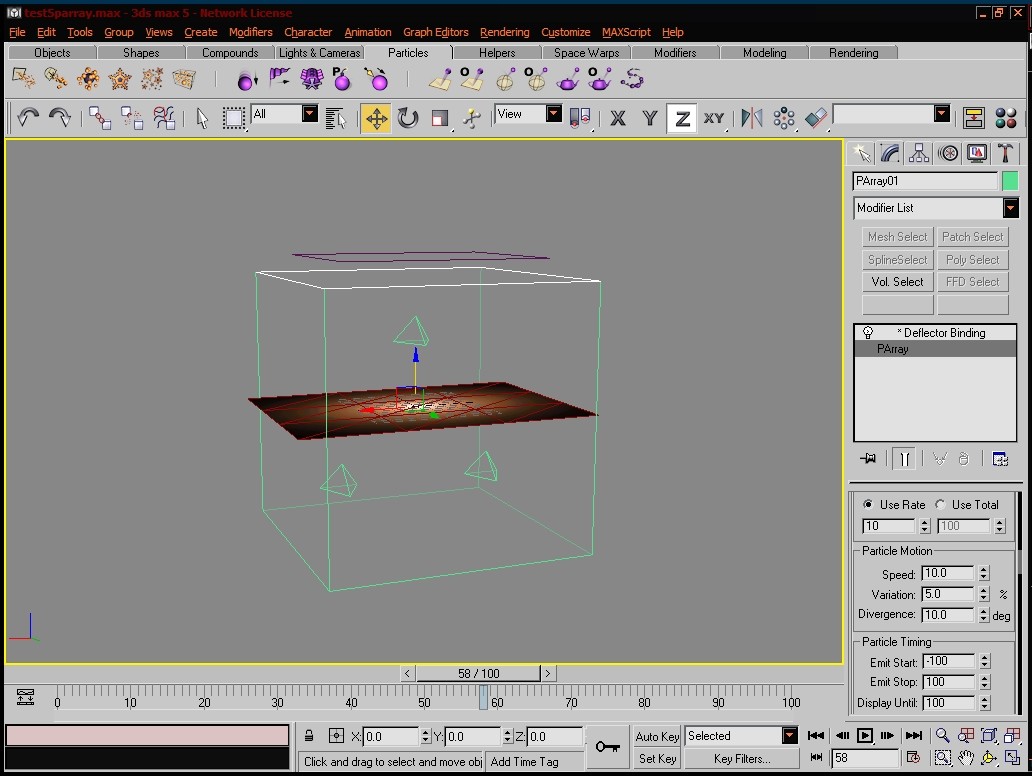 test5parray.max - 3ds max 5 - Network License
File Edit Tools Group Views Create Modifiers Character Animation Graph Editors Rendering Customize MAXScript Help
Objects Shapes Compounds Lights & Cameras Particles Helpers Space Warps Modifiers Modeling Rendering
All View X Y Z XY
PArray01
Modifier List
Mesh Select Patch Select
SplineSelect Poly Select
Vol. Select FFD Select
* Deflector Binding
PArray
Use Rate Use Total
10 100
Particle Motion
Speed: 10.0
Variation: 5.0 %
Divergence: 10.0 deg
Particle Timing
Emit Start: -100
Emit Stop: 100
Display Until: 100
< 58 / 100 >
0 10 20 30 40 50 60 70 80 90 100
X: 0.0 Y: 0.0 Z: 0.0 Auto Key Selected
Click and drag to select and move obj Add Time Tag Set Key Key Filters... 58